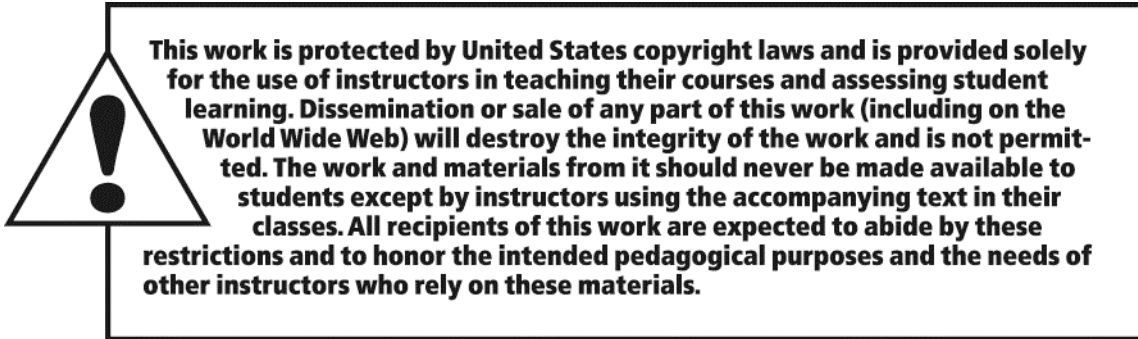 This work is protected by United States copyright laws and is provided solely
for the use of instructors in teaching their courses and assessing student
learning. Dissemination or sale of any part of this work (including on the
World Wide Web) will destroy the integrity of the work and is not permit-
ted. The work and materials from it should never be made available to
students except by instructors using the accompanying text in their
classes. All recipients of this work are expected to abide by these
restrictions and to honor the intended pedagogical purposes and the needs of
other instructors who rely on these materials.